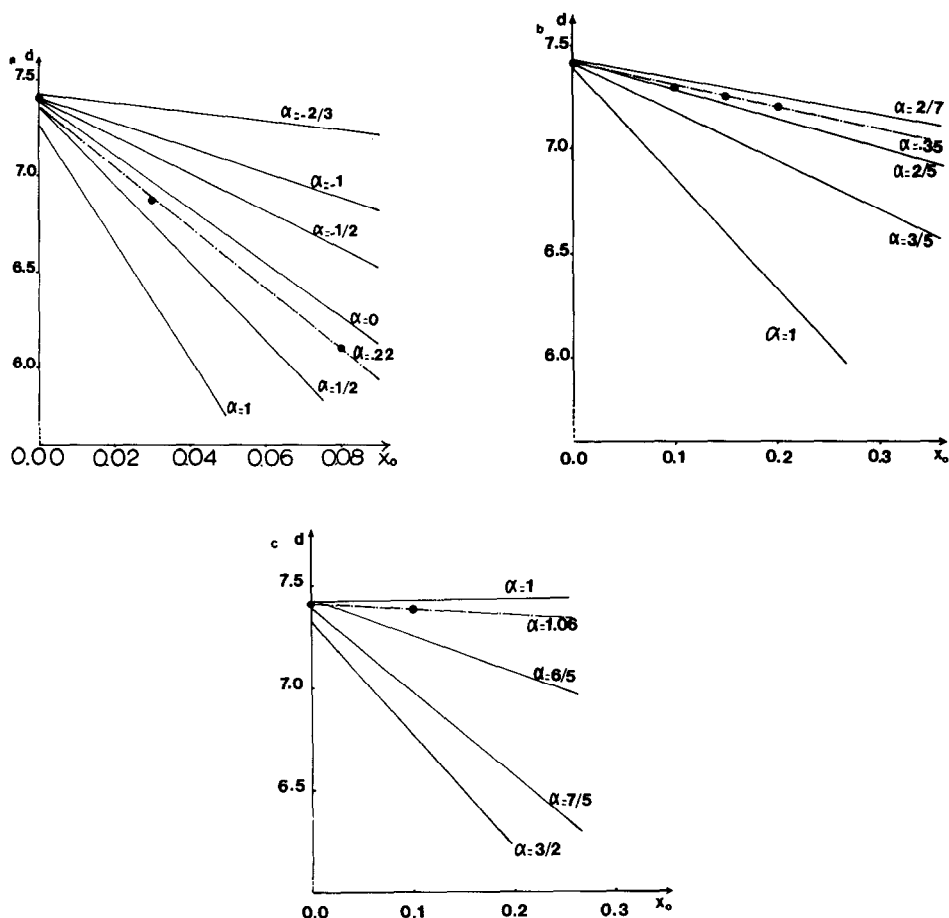 a d
7.5
7.0
6.5
6.0
α=-2/3
α=-1
α=-1/2
α=0
α=.22
α=1/2
α=1
0.00 0.02 0.04 0.06 0.08 X₀
b d
7.5
7.0
6.5
6.0
α=2/7
α=.35
α=2/5
α=3/5
α=1
0.0 0.1 0.2 0.3 X₀
c d
7.5
7.0
6.5
α=1
α=1.06
α=6/5
α=7/5
α=3/2
0.0 0.1 0.2 0.3 X₀